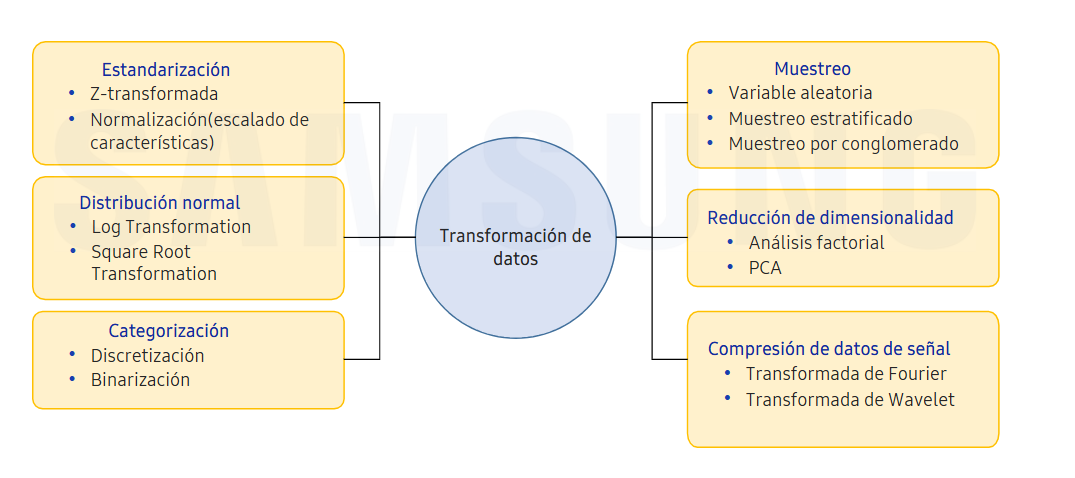 Estandarización
• Z-transformada
• Normalización(escalado de
características)
Distribución normal
• Log Transformation
• Square Root
Transformation
Categorización
• Discretización
• Binarización
Transformación de
datos
Muestreo
• Variable aleatoria
• Muestreo estratificado
• Muestreo por conglomerado
Reducción de dimensionalidad
• Análisis factorial
• PCA
Compresión de datos de señal
• Transformada de Fourier
• Transformada de Wavelet
SAMSUNG